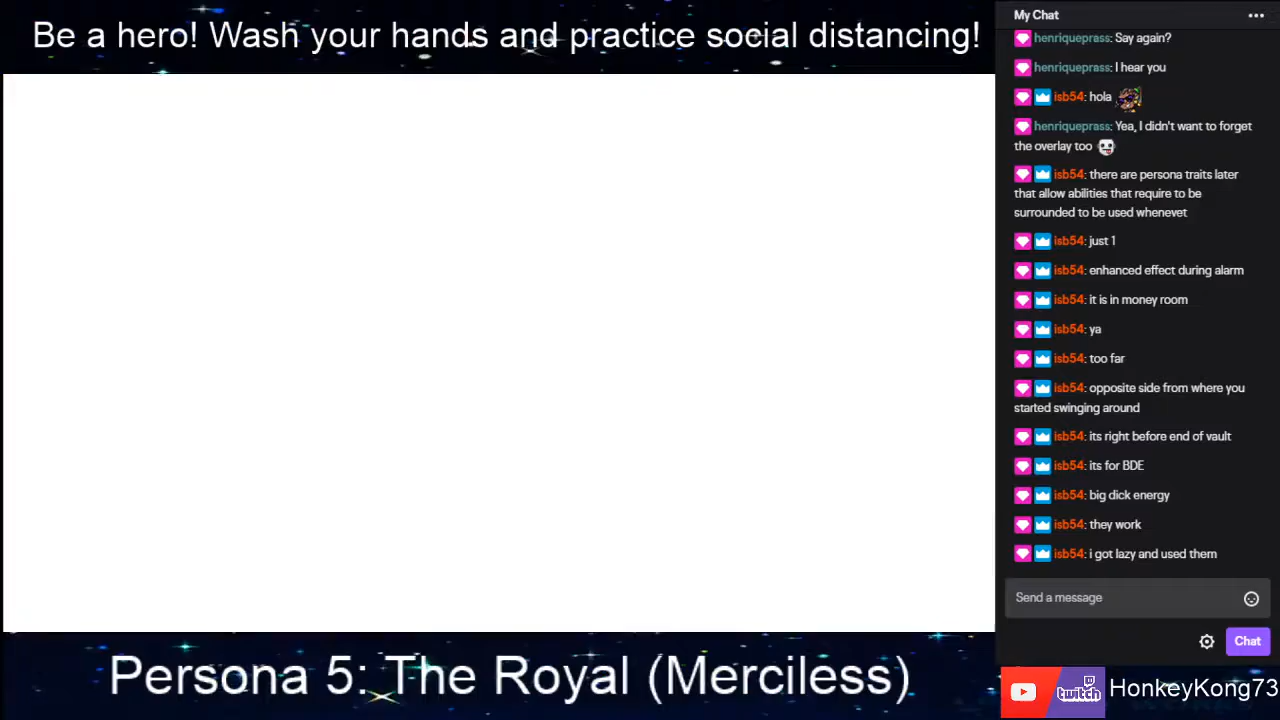 Be a hero! Wash your hands and practice social distancing!
My Chat
henriqueprass: Say again?
henriqueprass: I hear you
isb54: hola
henriqueprass: Yea, I didn't want to forget
the overlay too
isb54: there are persona traits later
that allow abilities that require to be
surrounded to be used whenevet
isb54: just 1
isb54: enhanced effect during alarm
isb54: it is in money room
isb54: ya
isb54: too far
isb54: opposite side from where you
started swinging around
isb54: its right before end of vault
isb54: its for BDE
isb54: big dick energy
isb54: they work
isb54: i got lazy and used them
Send a message
Chat
Persona 5: The Royal (Merciless)
twitch
HonkeyKong73